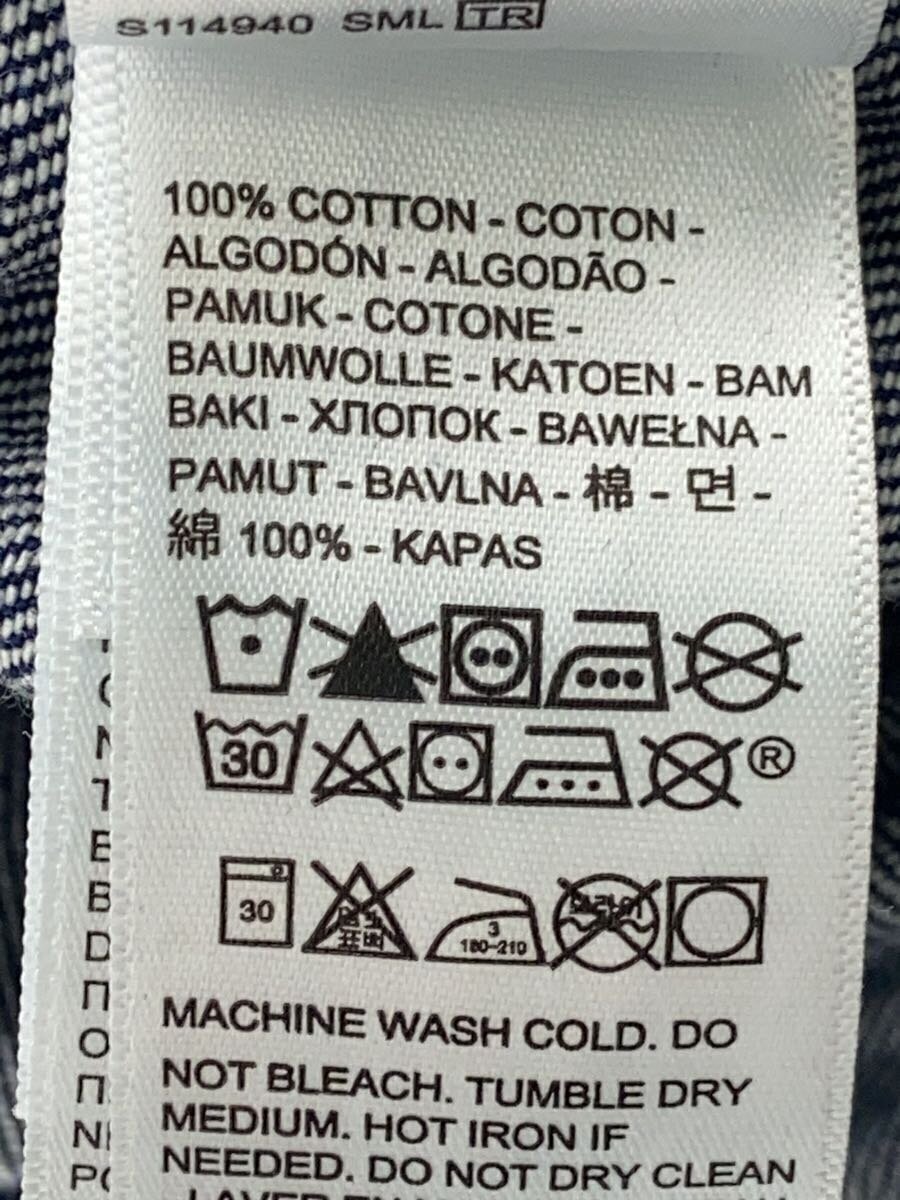 S114940 SML TR
100% COTTON - COTON -
ALGODÓN - ALGODÃO -
PAMUK - COTONE -
BAUMWOLLE - KATOEN - BAM
BAKI - ХЛОПОК - BAWEŁNA -
PAMUT - BAVLNA - 棉 - 면 -
綿 100% - KAPAS
30 ®
30 3 180-210
MACHINE WASH COLD. DO
NOT BLEACH. TUMBLE DRY
MEDIUM. HOT IRON IF
NEEDED. DO NOT DRY CLEAN